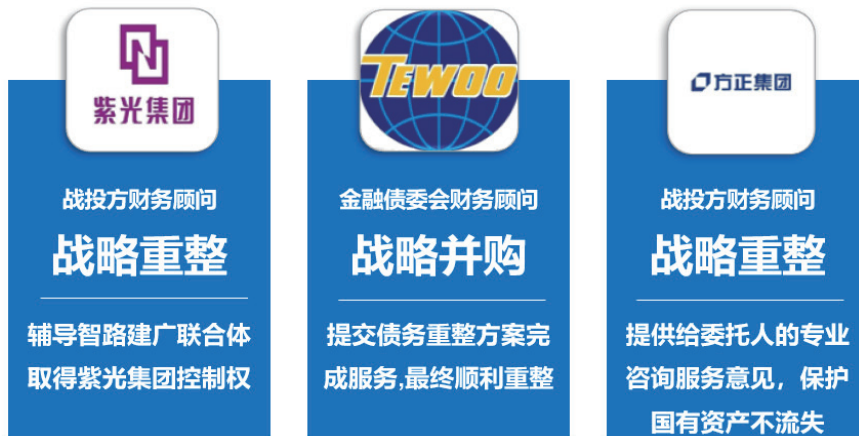 紫光集团
战投方财务顾问
战略重整
辅导智路建广联合体
取得紫光集团控制权
TEWOO
金融债委会财务顾问
战略并购
提交债务重整方案完
成服务,最终顺利重整
方正集团
战投方财务顾问
战略重整
提供给委托人的专业
咨询服务意见，保护
国有资产不流失